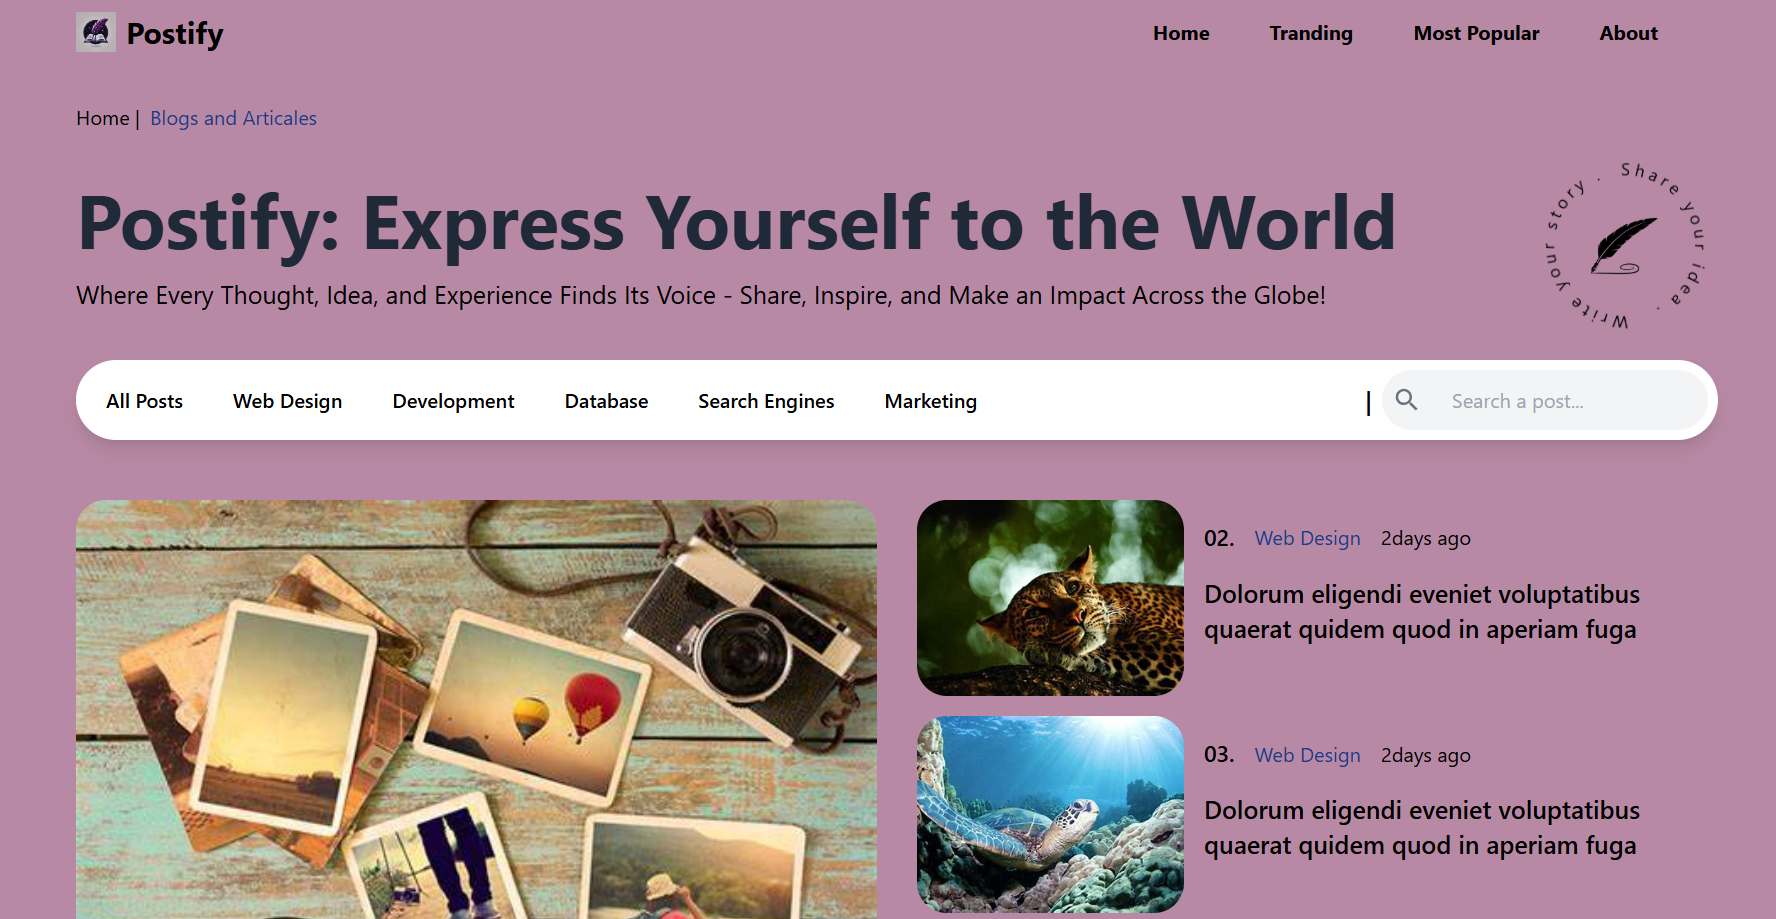 Postify
Home Tranding Most Popular About
Home | Blogs and Articales
Postify: Express Yourself to the World
Where Every Thought, Idea, and Experience Finds Its Voice - Share, Inspire, and Make an Impact Across the Globe!
Write your story . Share your idea .
All Posts Web Design Development Database Search Engines Marketing | Search a post...
02. Web Design 2days ago
Dolorum eligendi eveniet voluptatibus
quaerat quidem quod in aperiam fuga
03. Web Design 2days ago
Dolorum eligendi eveniet voluptatibus
quaerat quidem quod in aperiam fuga